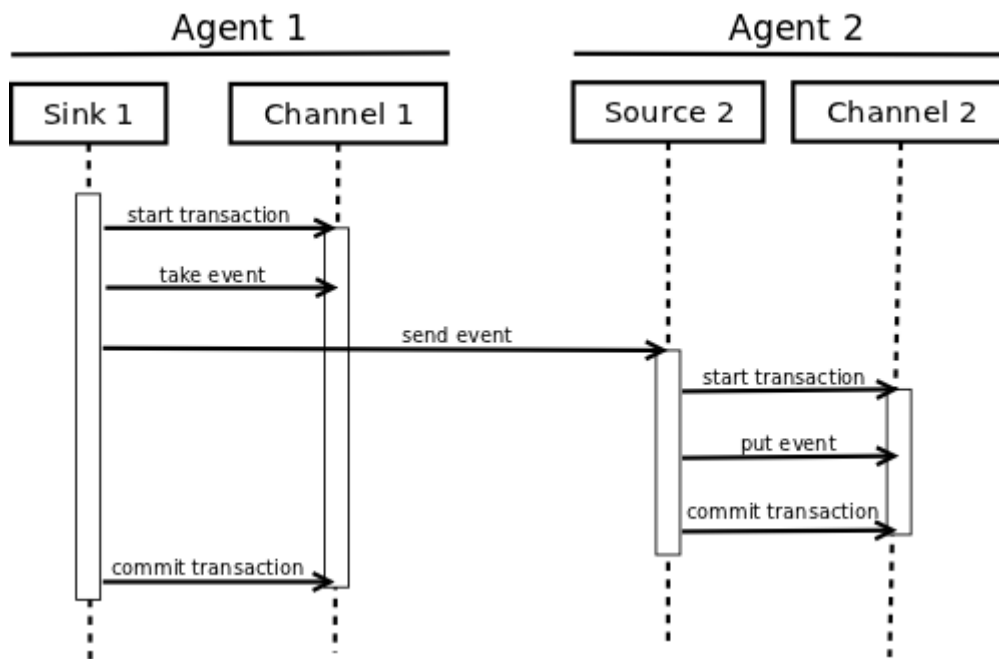 Agent 1
Agent 2
Sink 1
Channel 1
Source 2
Channel 2
start transaction
take event
send event
start transaction
put event
commit transaction
commit transaction